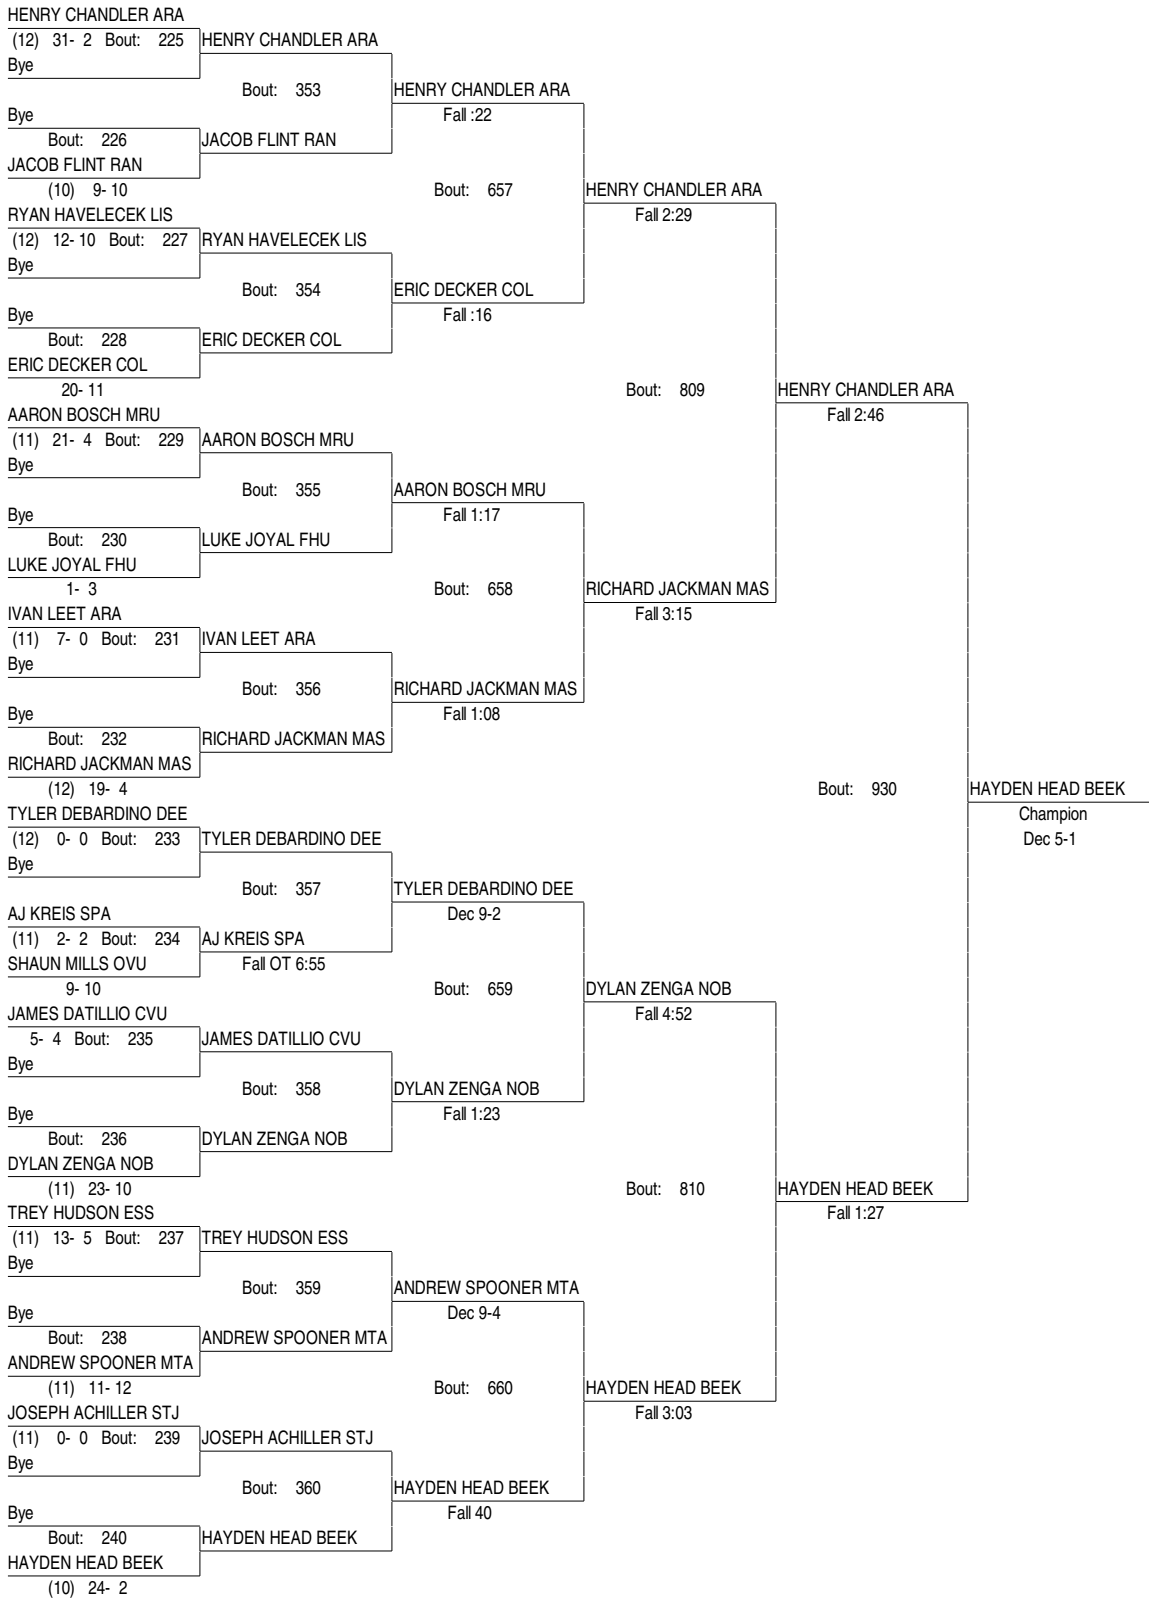 HENRY CHANDLER ARA
(12) 31- 2 Bout: 225 HENRY CHANDLER ARA
Bye
Bout: 353 HENRY CHANDLER ARA
Bye Fall :22
Bout: 226 JACOB FLINT RAN
JACOB FLINT RAN
(10) 9- 10 Bout: 657 HENRY CHANDLER ARA
RYAN HAVELECEK LIS Fall 2:29
(12) 12- 10 Bout: 227 RYAN HAVELECEK LIS
Bye
Bout: 354 ERIC DECKER COL
Bye Fall :16
Bout: 228 ERIC DECKER COL
ERIC DECKER COL
20- 11 Bout: 809 HENRY CHANDLER ARA
AARON BOSCH MRU Fall 2:46
(11) 21- 4 Bout: 229 AARON BOSCH MRU
Bye
Bout: 355 AARON BOSCH MRU
Bye Fall 1:17
Bout: 230 LUKE JOYAL FHU
LUKE JOYAL FHU
1- 3 Bout: 658 RICHARD JACKMAN MAS
IVAN LEET ARA Fall 3:15
(11) 7- 0 Bout: 231 IVAN LEET ARA
Bye
Bout: 356 RICHARD JACKMAN MAS
Bye Fall 1:08
Bout: 232 RICHARD JACKMAN MAS
RICHARD JACKMAN MAS
(12) 19- 4 Bout: 930 HAYDEN HEAD BEEK
TYLER DEBARDINO DEE Champion
(12) 0- 0 Bout: 233 TYLER DEBARDINO DEE Dec 5-1
Bye
Bout: 357 TYLER DEBARDINO DEE
AJ KREIS SPA Dec 9-2
(11) 2- 2 Bout: 234 AJ KREIS SPA
SHAUN MILLS OVU Fall OT 6:55
9- 10 Bout: 659 DYLAN ZENGA NOB
JAMES DATILLIO CVU Fall 4:52
5- 4 Bout: 235 JAMES DATILLIO CVU
Bye
Bout: 358 DYLAN ZENGA NOB
Bye Fall 1:23
Bout: 236 DYLAN ZENGA NOB
DYLAN ZENGA NOB
(11) 23- 10 Bout: 810 HAYDEN HEAD BEEK
TREY HUDSON ESS Fall 1:27
(11) 13- 5 Bout: 237 TREY HUDSON ESS
Bye
Bout: 359 ANDREW SPOONER MTA
Bye Dec 9-4
Bout: 238 ANDREW SPOONER MTA
ANDREW SPOONER MTA
(11) 11- 12 Bout: 660 HAYDEN HEAD BEEK
JOSEPH ACHILLER STJ Fall 3:03
(11) 0- 0 Bout: 239 JOSEPH ACHILLER STJ
Bye
Bout: 360 HAYDEN HEAD BEEK
Bye Fall 40
Bout: 240 HAYDEN HEAD BEEK
HAYDEN HEAD BEEK
(10) 24- 2